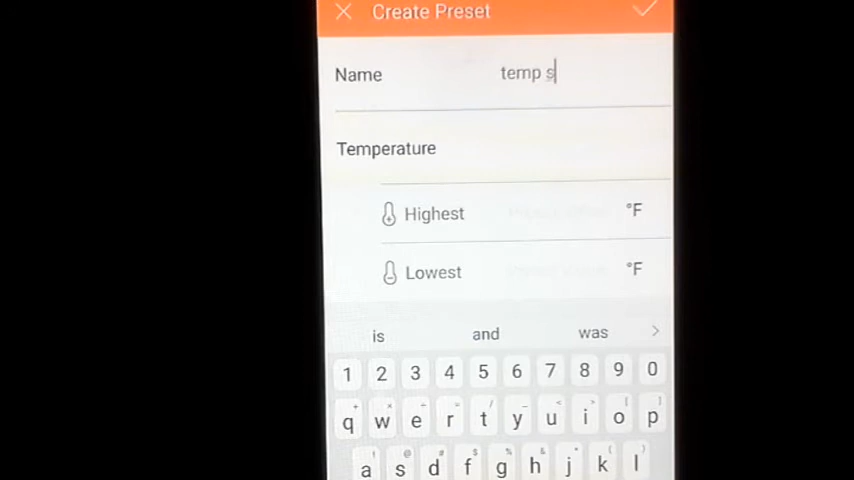 Create Preset
Name temp s
Temperature
Highest °F
Lowest °F
is and was
1 2 3 4 5 6 7 8 9 0
q w e r t y u i o p
a s d f g h j k l